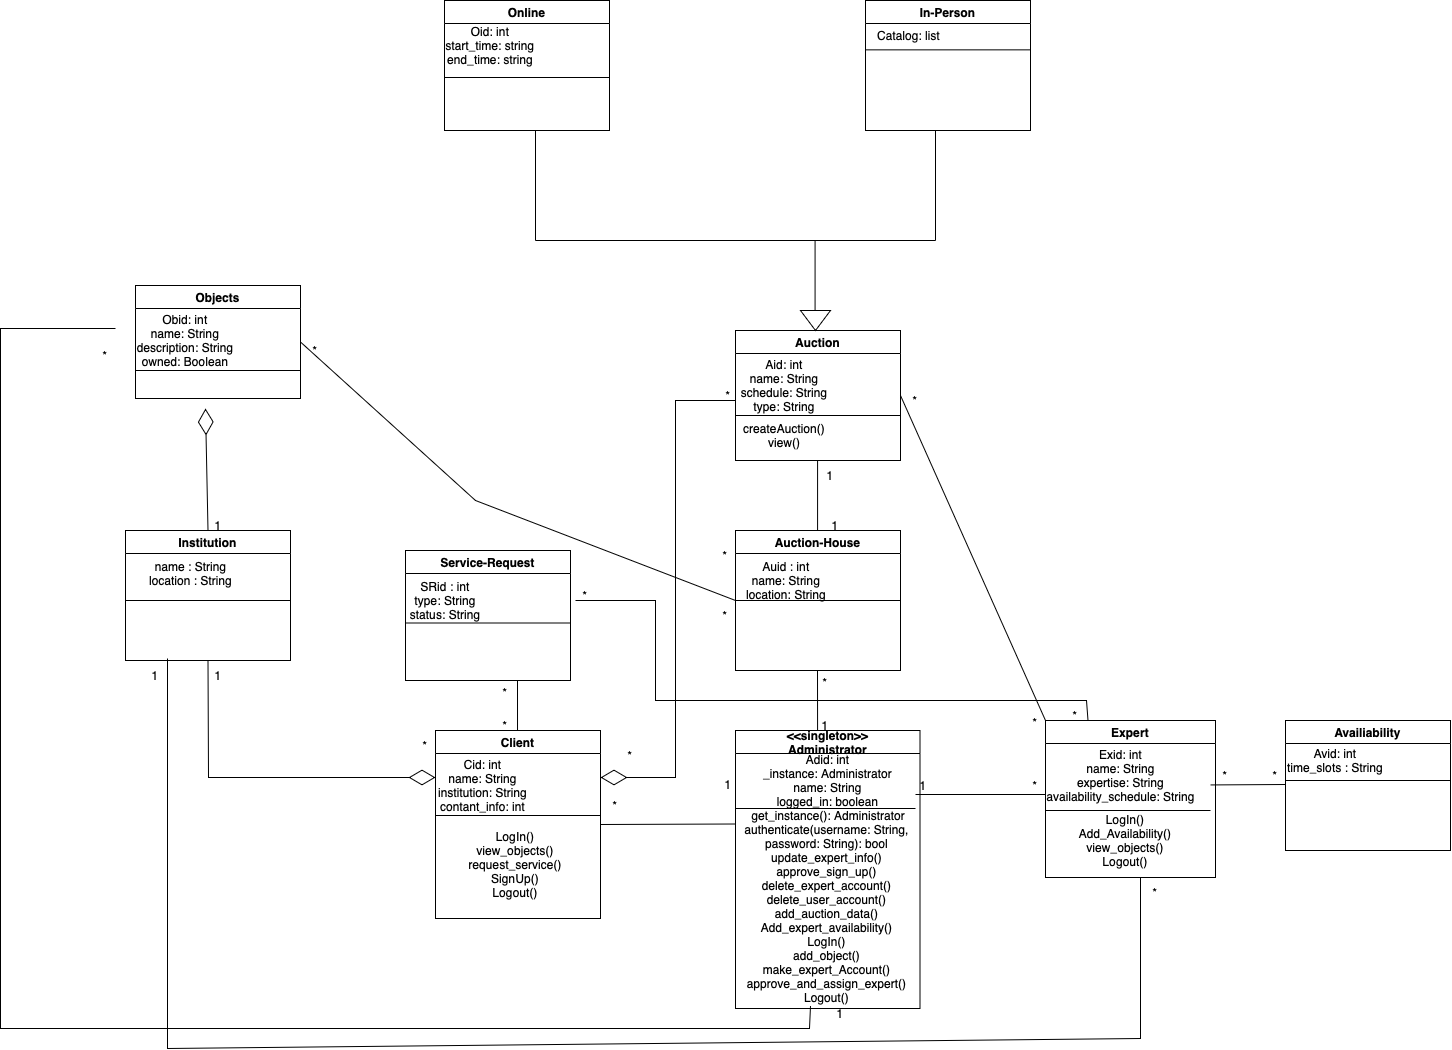 Online
Oid: int
start_time: string
end_time: string
In-Person
Catalog: list
Objects
Obid: int
name: String
description: String
owned: Boolean
*
*
Auction
Aid: int
name: String
schedule: String
type: String
createAuction()
view()
*
*
1
1
Institution
name : String
location : String
1
1
1
Service-Request
SRid : int
type: String
status: String
*
*
*
Auction-House
Auid : int
name: String
location: String
*
*
*
1
Client
Cid: int
name: String
institution: String
contant_info: int
LogIn()
view_objects()
request_service()
SignUp()
Logout()
*
*
*
<<singleton>>
Administrator
Adid: int
_instance: Administrator
name: String
logged_in: boolean
get_instance(): Administrator
authenticate(username: String,
password: String): bool
update_expert_info()
approve_sign_up()
delete_expert_account()
delete_user_account()
add_auction_data()
Add_expert_availability()
LogIn()
add_object()
make_expert_Account()
approve_and_assign_expert()
Logout()
1
1
1
Expert
Exid: int
name: String
expertise: String
availability_schedule: String
LogIn()
Add_Availability()
view_objects()
Logout()
*
*
*
*
*
*
Availiability
Avid: int
time_slots : String
1